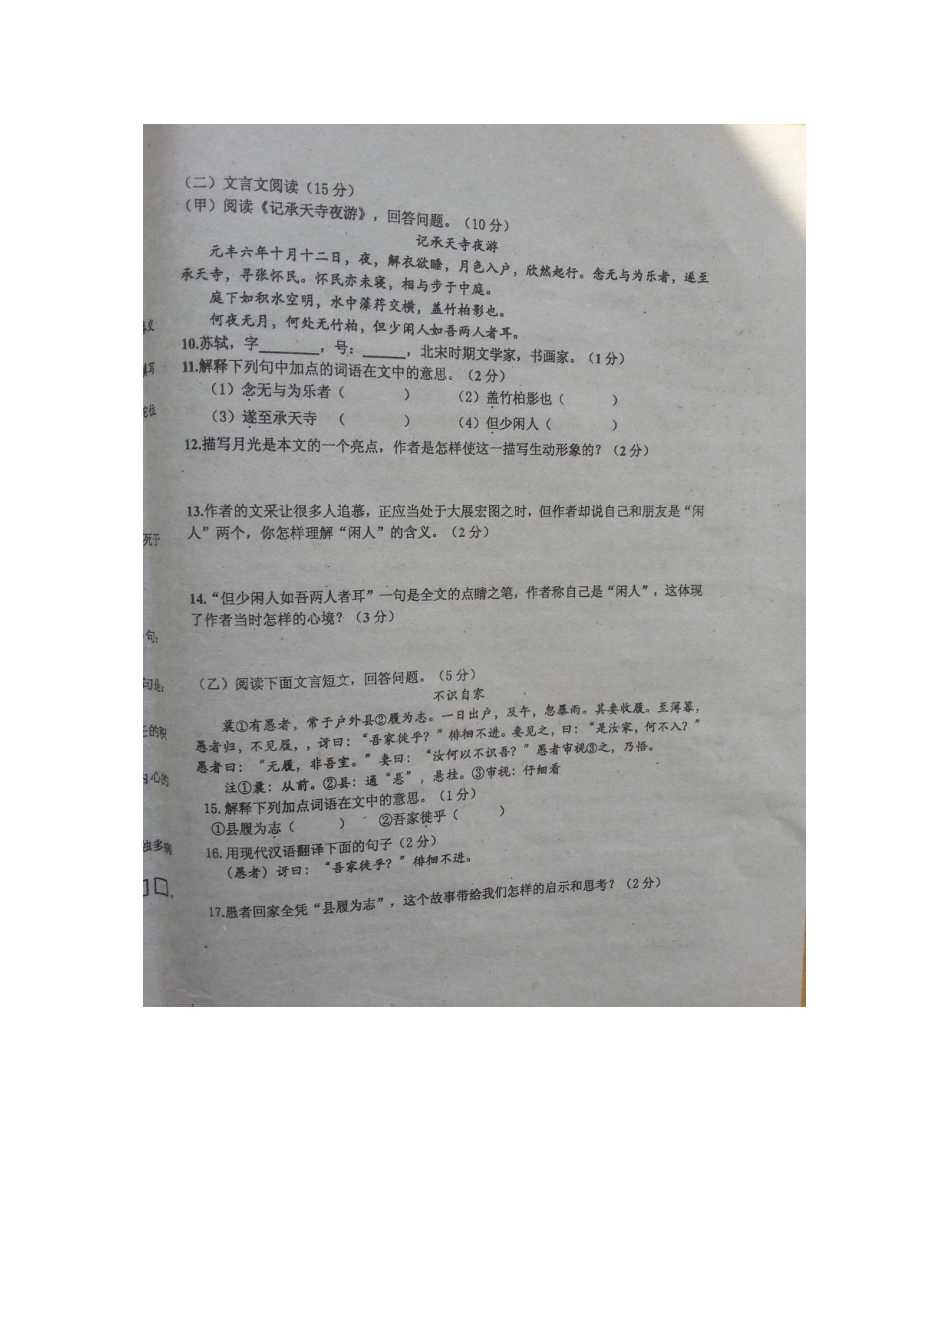 (二)文言文阅读(15分)
(甲)阅读《记承天寺夜游》,回答问题。(10分)
记承天寺夜游
元丰六年十月十二日,夜,解衣欲睡,月色入户,欣然起行。念无与为乐者,遂至
承天寺,寻张怀民。怀民亦未寝,相与步于中庭。
庭下如积水空明,水中藻荇交横,盖竹柏影也。
何夜无月,何处无竹柏,但少闲人如吾两人者耳。
10.苏轼,字________,号:______,北宋时期文学家,书画家。(1分)
11.解释下列句中加点的词语在文中的意思。(2分)
(1)念无与为乐者( ) (2)盖竹柏影也( )
(3)遂至承天寺 ( ) (4)但少闲人( )
12.描写月光是本文的一个亮点,作者是怎样使这一描写生动形象的?(2分)
13.作者的文采让很多人追慕,正应当处于大展宏图之时,但作者却说自己和朋友是“闲
人”两个,你怎样理解“闲人”的含义。(2分)
14.“但少闲人如吾两人者耳”一句是全文的点睛之笔,作者称自己是“闲人”,这体现
了作者当时怎样的心境?(3分)
(乙)阅读下面文言短文,回答问题。(5分)
不识自家
曩①有愚者,常于户外县②履为志。一日出户,及午,忽暴雨。其妻收履。至薄暮,
愚者归,不见履,,讶曰:“吾家徙乎?”徘徊不进。妻见之,曰:“是汝家,何不入?”
愚者曰:“无履,非吾室。”妻曰:“汝何以不识吾?”愚者审视③之,乃悟。
注①曩:从前。②县:通“悬”,悬挂。③审视:仔细看
15.解释下列加点词语在文中的意思。(1分)
①县履为志( ) ②吾家徙乎( )
16.用现代汉语翻译下面的句子(2分)
(愚者)讶曰:“吾家徙乎?”徘徊不进。
17.愚者回家全凭“县履为志”,这个故事带给我们怎样的启示和思考?(2分)
填写
死于
句:
句是:
的积
心的
虫多病